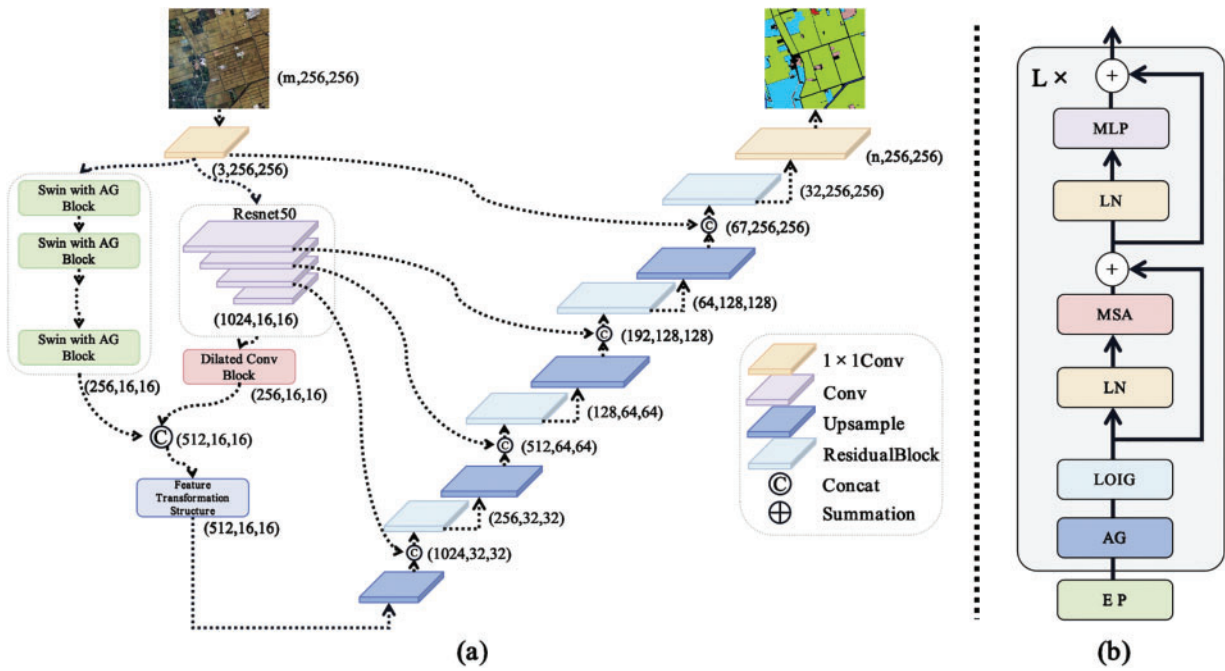 (m,256,256)
(3,256,256)
Swin with AG
Block
Swin with AG
Block
Swin with AG
Block
(256,16,16)
Resnet50
(1024,16,16)
Dilated Conv
Block
(256,16,16)
C
(512,16,16)
Feature
Transformation
Structure
(512,16,16)
C
(1024,32,32)
(256,32,32)
C
(512,64,64)
(128,64,64)
C
(192,128,128)
(64,128,128)
C
(67,256,256)
(32,256,256)
(n,256,256)
1 × 1Conv
Conv
Upsample
ResidualBlock
C Concat
Summation
(a)
L ×
+
MLP
LN
+
MSA
LN
LOIG
AG
E P
(b)